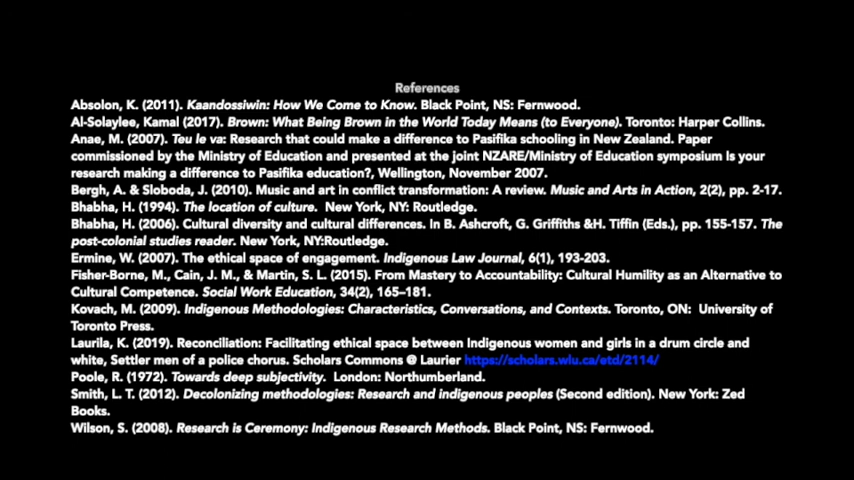 References
Absolon, K. (2011). Kaandossiwin: How We Come to Know. Black Point, NS: Fernwood.
Al-Solaylee, Kamal (2017). Brown: What Being Brown in the World Today Means (to Everyone). Toronto: Harper Collins.
Anae, M. (2007). Teu le va: Research that could make a difference to Pasifika schooling in New Zealand. Paper
commissioned by the Ministry of Education and presented at the joint NZARE/Ministry of Education symposium Is your
research making a difference to Pasifika education?, Wellington, November 2007.
Bergh, A. & Sloboda, J. (2010). Music and art in conflict transformation: A review. Music and Arts in Action, 2(2), pp. 2-17.
Bhabha, H. (1994). The location of culture. New York, NY: Routledge.
Bhabha, H. (2006). Cultural diversity and cultural differences. In B. Ashcroft, G. Griffiths &H. Tiffin (Eds.), pp. 155-157. The
post-colonial studies reader. New York, NY:Routledge.
Ermine, W. (2007). The ethical space of engagement. Indigenous Law Journal, 6(1), 193-203.
Fisher-Borne, M., Cain, J. M., & Martin, S. L. (2015). From Mastery to Accountability: Cultural Humility as an Alternative to
Cultural Competence. Social Work Education, 34(2), 165–181.
Kovach, M. (2009). Indigenous Methodologies: Characteristics, Conversations, and Contexts. Toronto, ON: University of
Toronto Press.
Laurila, K. (2019). Reconciliation: Facilitating ethical space between Indigenous women and girls in a drum circle and
white, Settler men of a police chorus. Scholars Commons @ Laurier https://scholars.wlu.ca/etd/2114/
Poole, R. (1972). Towards deep subjectivity. London: Northumberland.
Smith, L. T. (2012). Decolonizing methodologies: Research and indigenous peoples (Second edition). New York: Zed
Books.
Wilson, S. (2008). Research is Ceremony: Indigenous Research Methods. Black Point, NS: Fernwood.